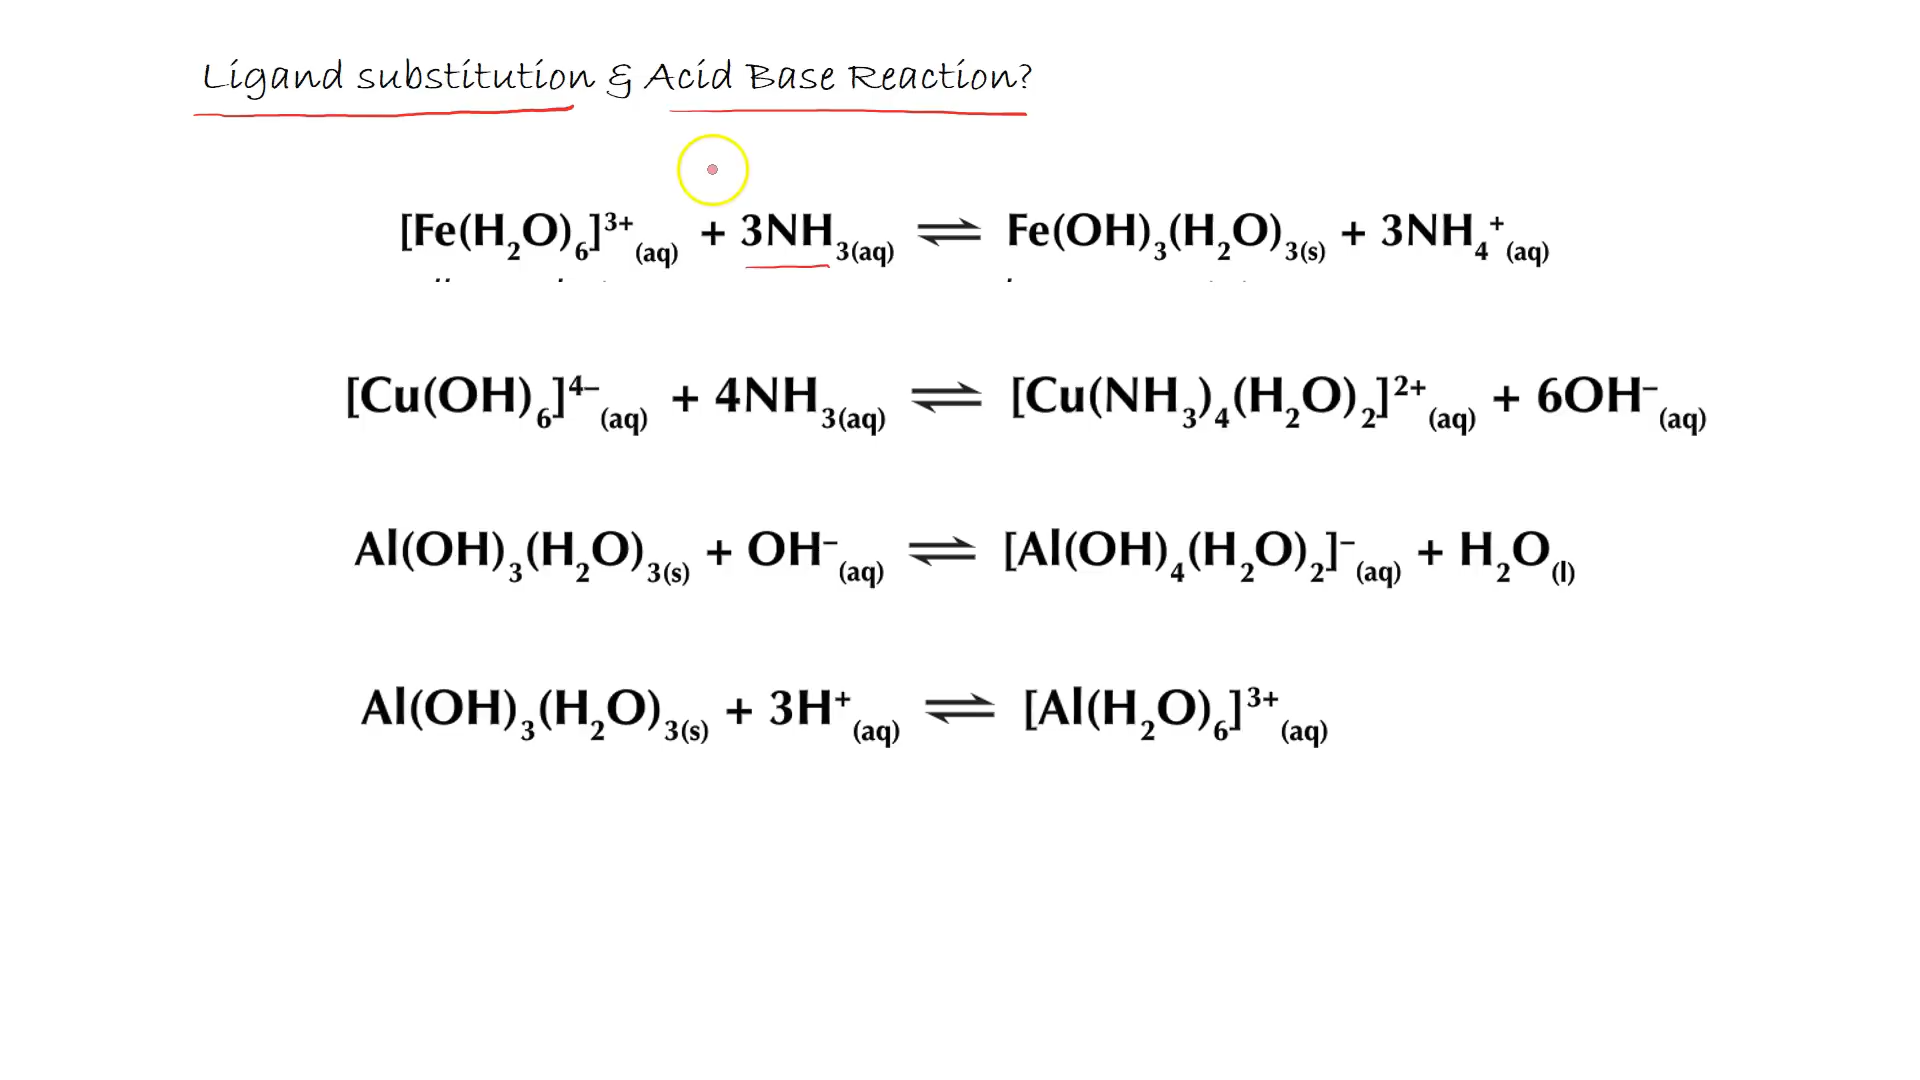 Ligand substitution & Acid Base Reaction?
[Fe(H₂O)₆]³⁺(aq) + 3NH₃(aq) ⇌ Fe(OH)₃(H₂O)₃(s) + 3NH₄⁺(aq)
[Cu(OH)₆]⁴⁻(aq) + 4NH₃(aq) ⇌ [Cu(NH₃)₄(H₂O)₂]²⁺(aq) + 6OH⁻(aq)
Al(OH)₃(H₂O)₃(s) + OH⁻(aq) ⇌ [Al(OH)₄(H₂O)₂]⁻(aq) + H₂O(l)
Al(OH)₃(H₂O)₃(s) + 3H⁺(aq) ⇌ [Al(H₂O)₆]³⁺(aq)